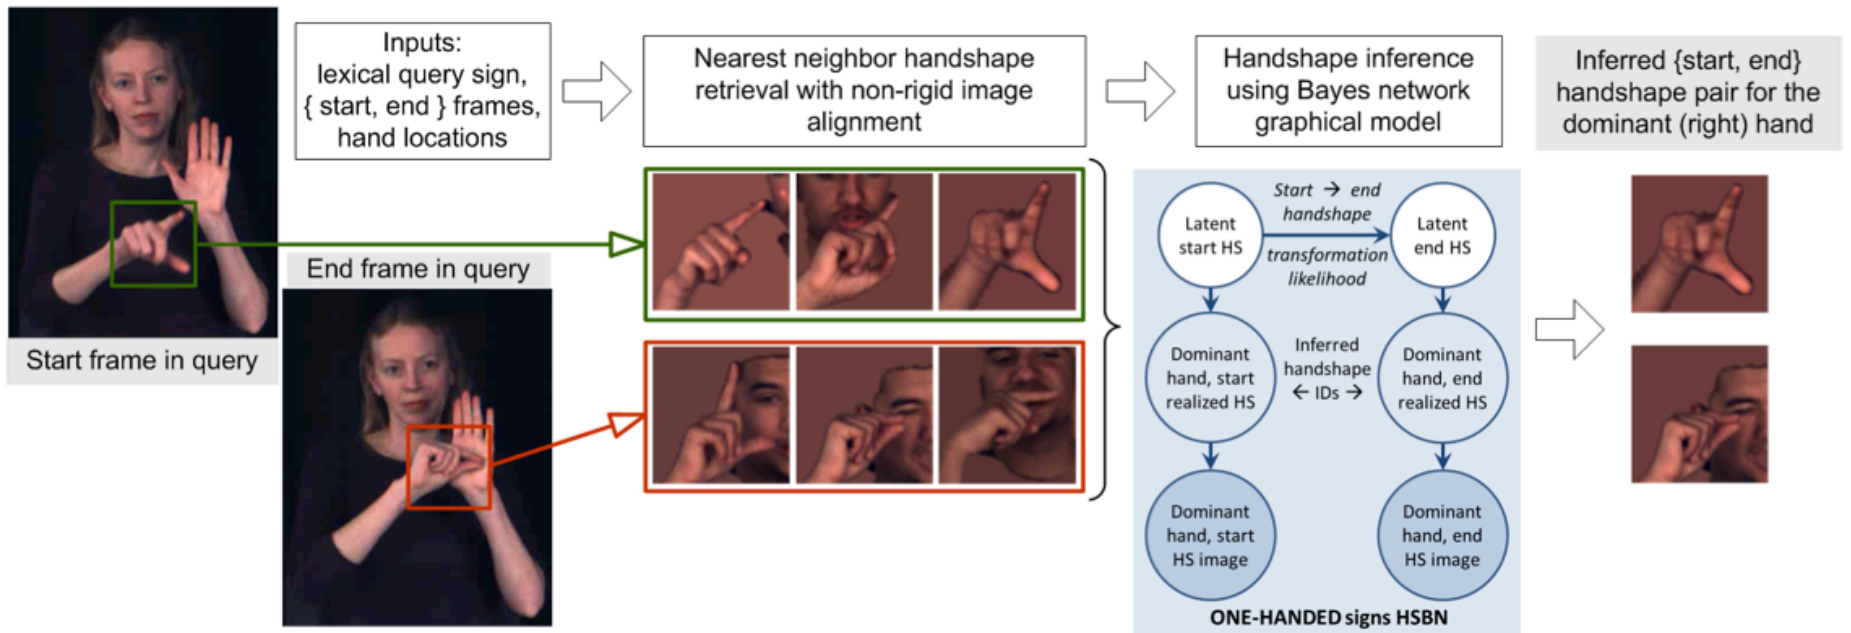 Inputs:
lexical query sign,
{ start, end } frames,
hand locations
Nearest neighbor handshape
retrieval with non-rigid image
alignment
Handshape inference
using Bayes network
graphical model
Inferred {start, end}
handshape pair for the
dominant (right) hand
Start frame in query
End frame in query
Latent
start HS
Start → end
handshape
transformation
likelihood
Latent
end HS
Dominant
hand, start
realized HS
Inferred
handshape
← IDs →
Dominant
hand, end
realized HS
Dominant
hand, start
HS image
Dominant
hand, end
HS image
ONE-HANDED signs HSBN